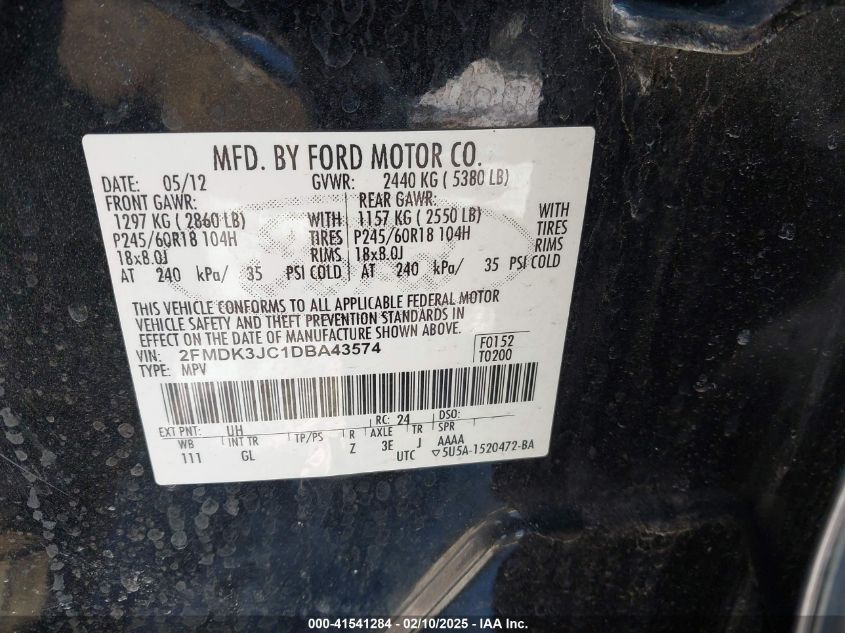 MFD. BY FORD MOTOR CO.
DATE: 05/12 GVWR: 2440 KG ( 5380 LB)
FRONT GAWR: REAR GAWR:
1297 KG ( 2860 LB) WITH 1157 KG ( 2550 LB) WITH
P245/60R18 104H TIRES P245/60R18 104H TIRES
18x8.0J RIMS 18x8.0J RIMS
AT 240 kPa/ 35 PSI COLD AT 240 kPa/ 35 PSI COLD
THIS VEHICLE CONFORMS TO ALL APPLICABLE FEDERAL MOTOR
VEHICLE SAFETY AND THEFT PREVENTION STANDARDS IN
EFFECT ON THE DATE OF MANUFACTURE SHOWN ABOVE.
VIN: 2FMDK3JC1DBA43574 F0152
TYPE: MPV T0200
EXT PNT: UH RC: 24 DSO:
WB INT TR TP/PS R AXLE TR SPR
111 GL Z 3E J AAAA
UTC ▽5U5A-1520472-BA
000-41541284 - 02/10/2025 - IAAI, Inc.